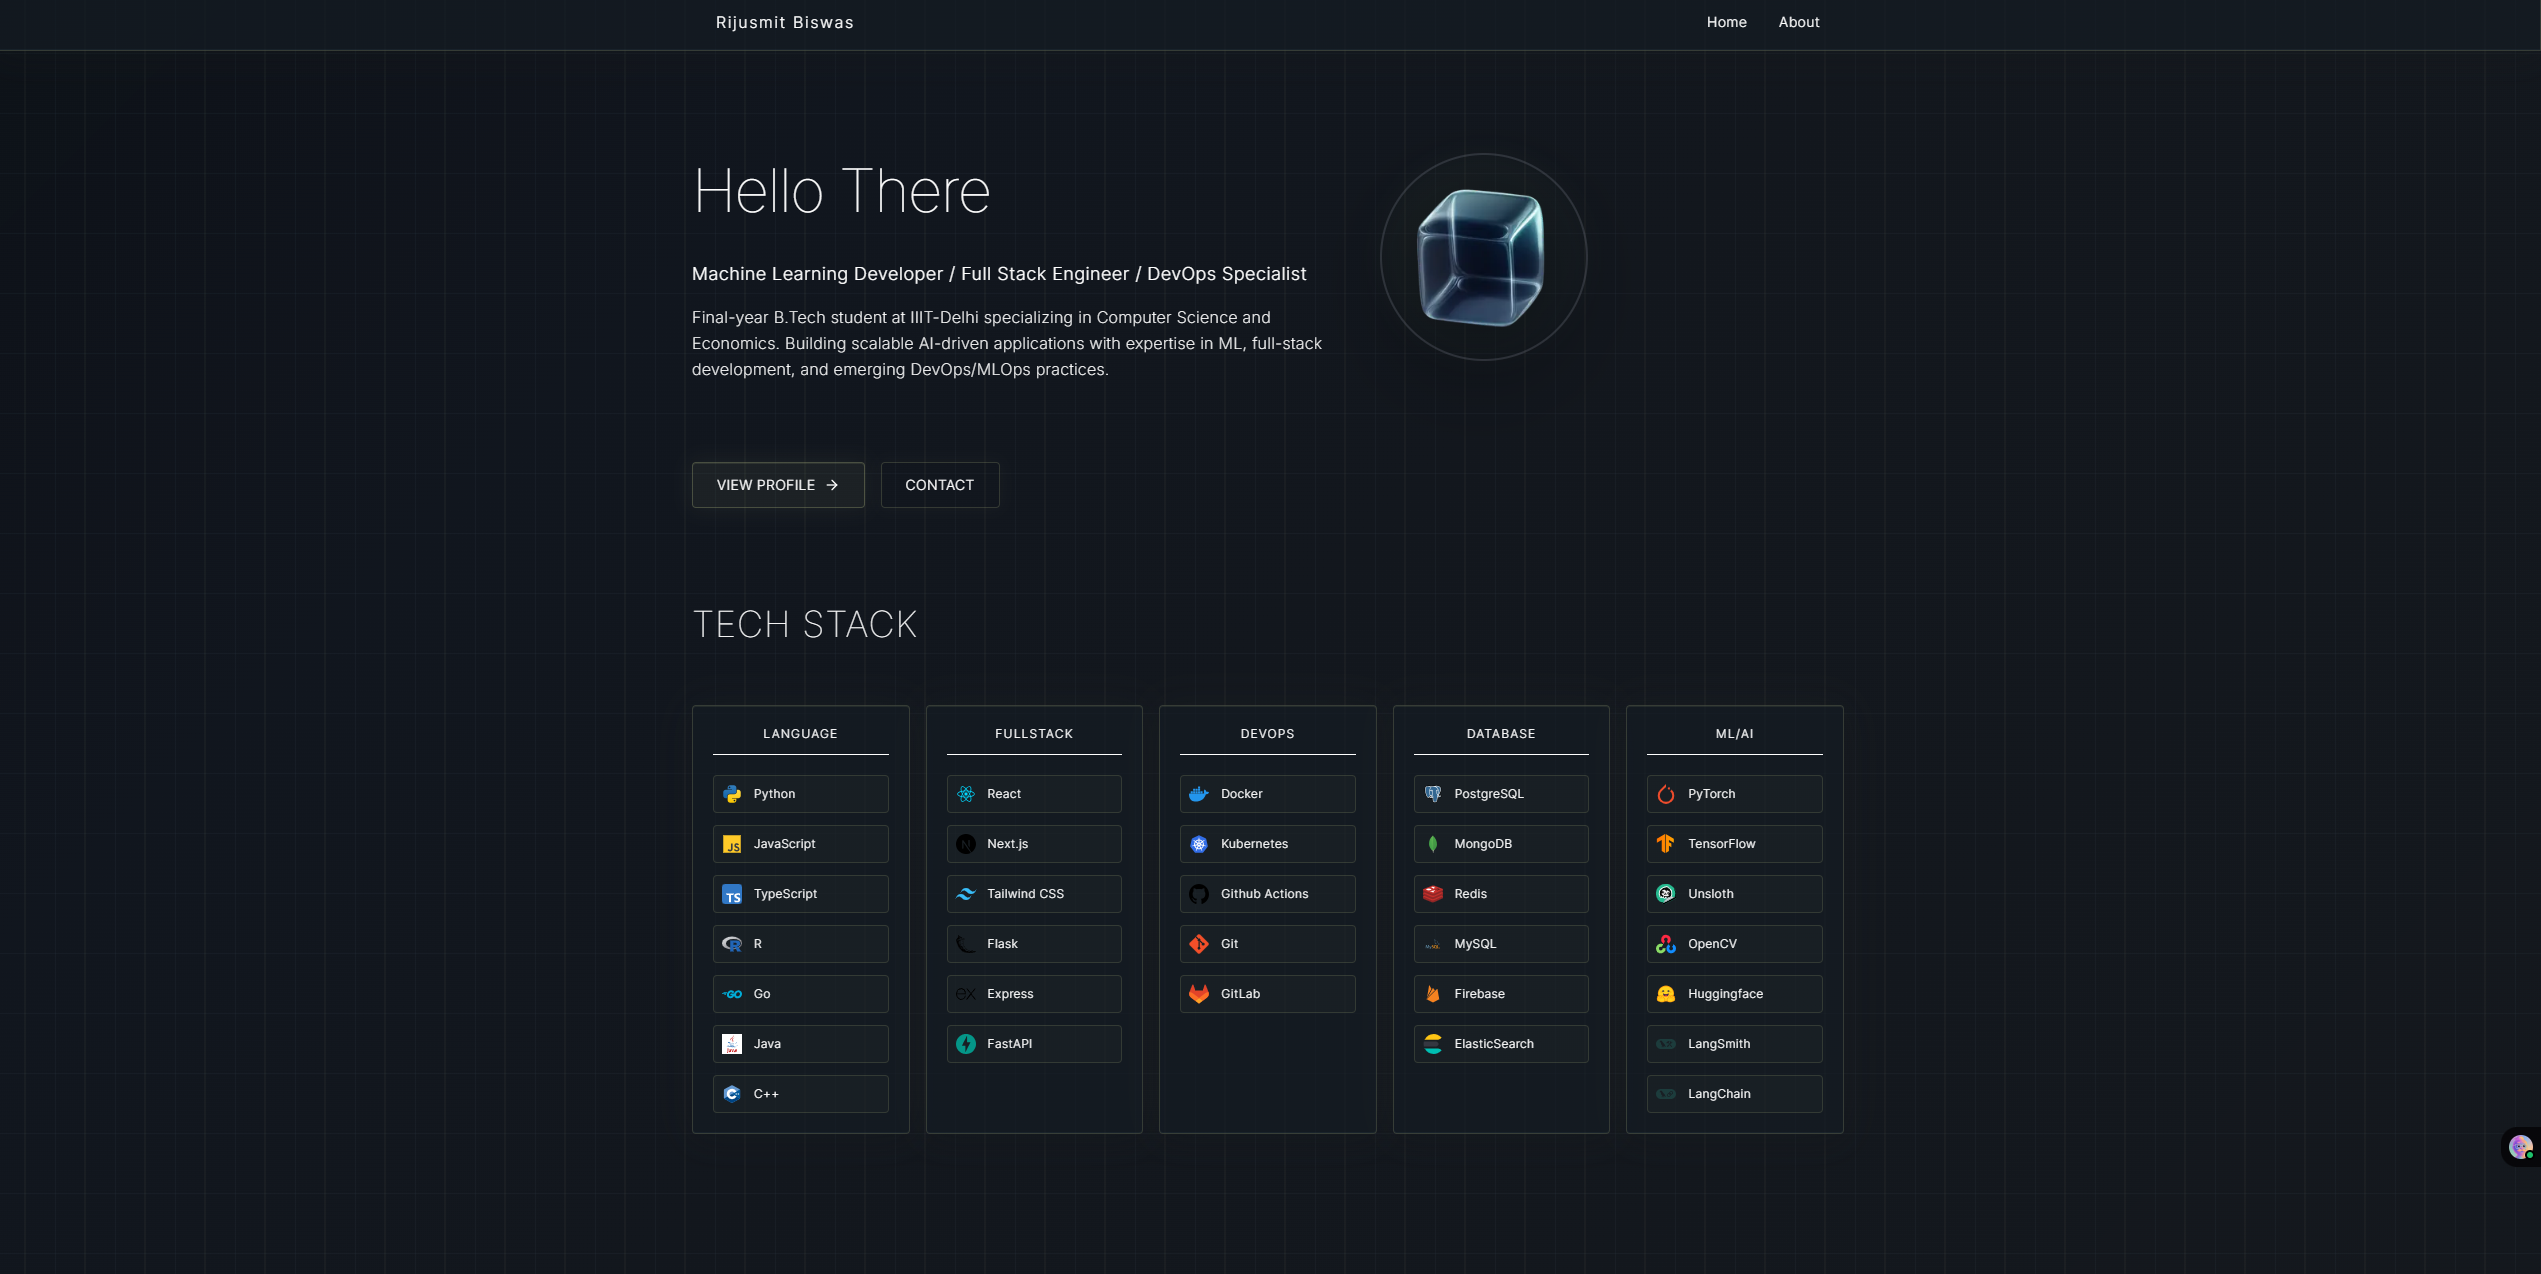 Rijusmit Biswas
Home
About
Hello There
Machine Learning Developer / Full Stack Engineer / DevOps Specialist
Final-year B.Tech student at IIIT-Delhi specializing in Computer Science and
Economics. Building scalable AI-driven applications with expertise in ML, full-stack
development, and emerging DevOps/MLOps practices.
VIEW PROFILE →
CONTACT
TECH STACK
LANGUAGE
Python
JavaScript
TypeScript
R
Go
Java
C++
FULLSTACK
React
Next.js
Tailwind CSS
Flask
Express
FastAPI
DEVOPS
Docker
Kubernetes
Github Actions
Git
GitLab
DATABASE
PostgreSQL
MongoDB
Redis
MySQL
Firebase
ElasticSearch
ML/AI
PyTorch
TensorFlow
Unsloth
OpenCV
Huggingface
LangSmith
LangChain